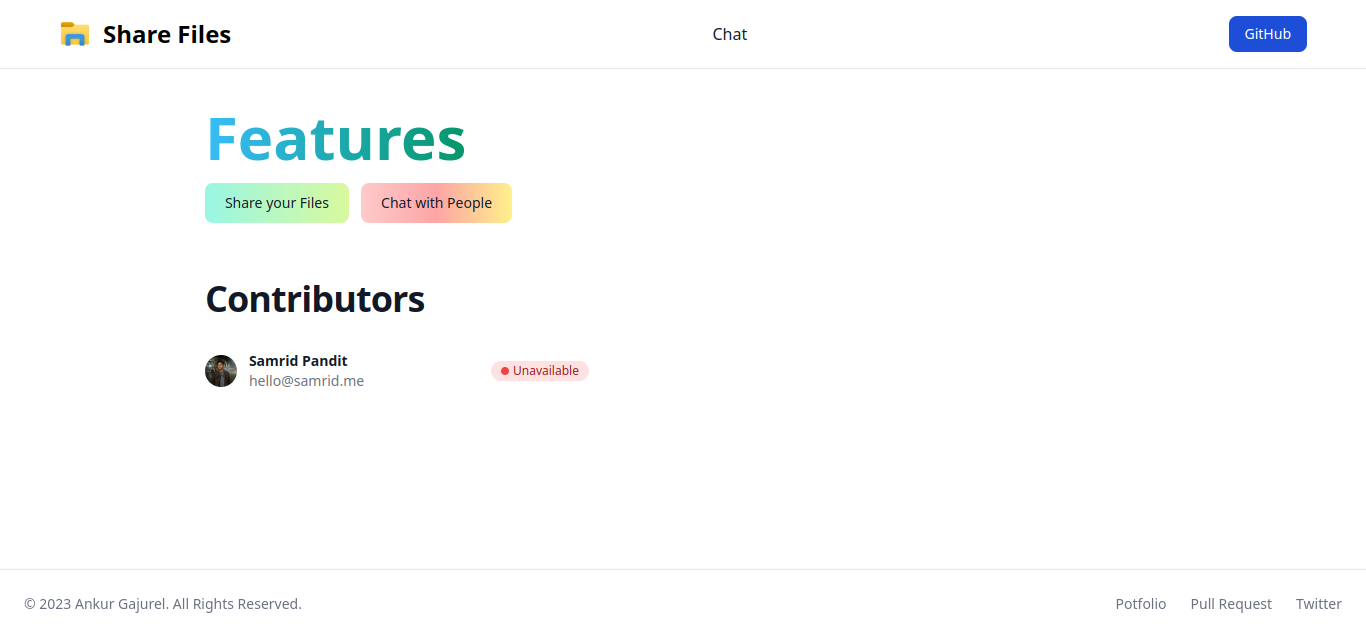 Share Files
Chat
GitHub
Features
Share your Files
Chat with People
Contributors
Samrid Pandit
hello@samrid.me
Unavailable
© 2023 Ankur Gajurel. All Rights Reserved.
Potfolio
Pull Request
Twitter